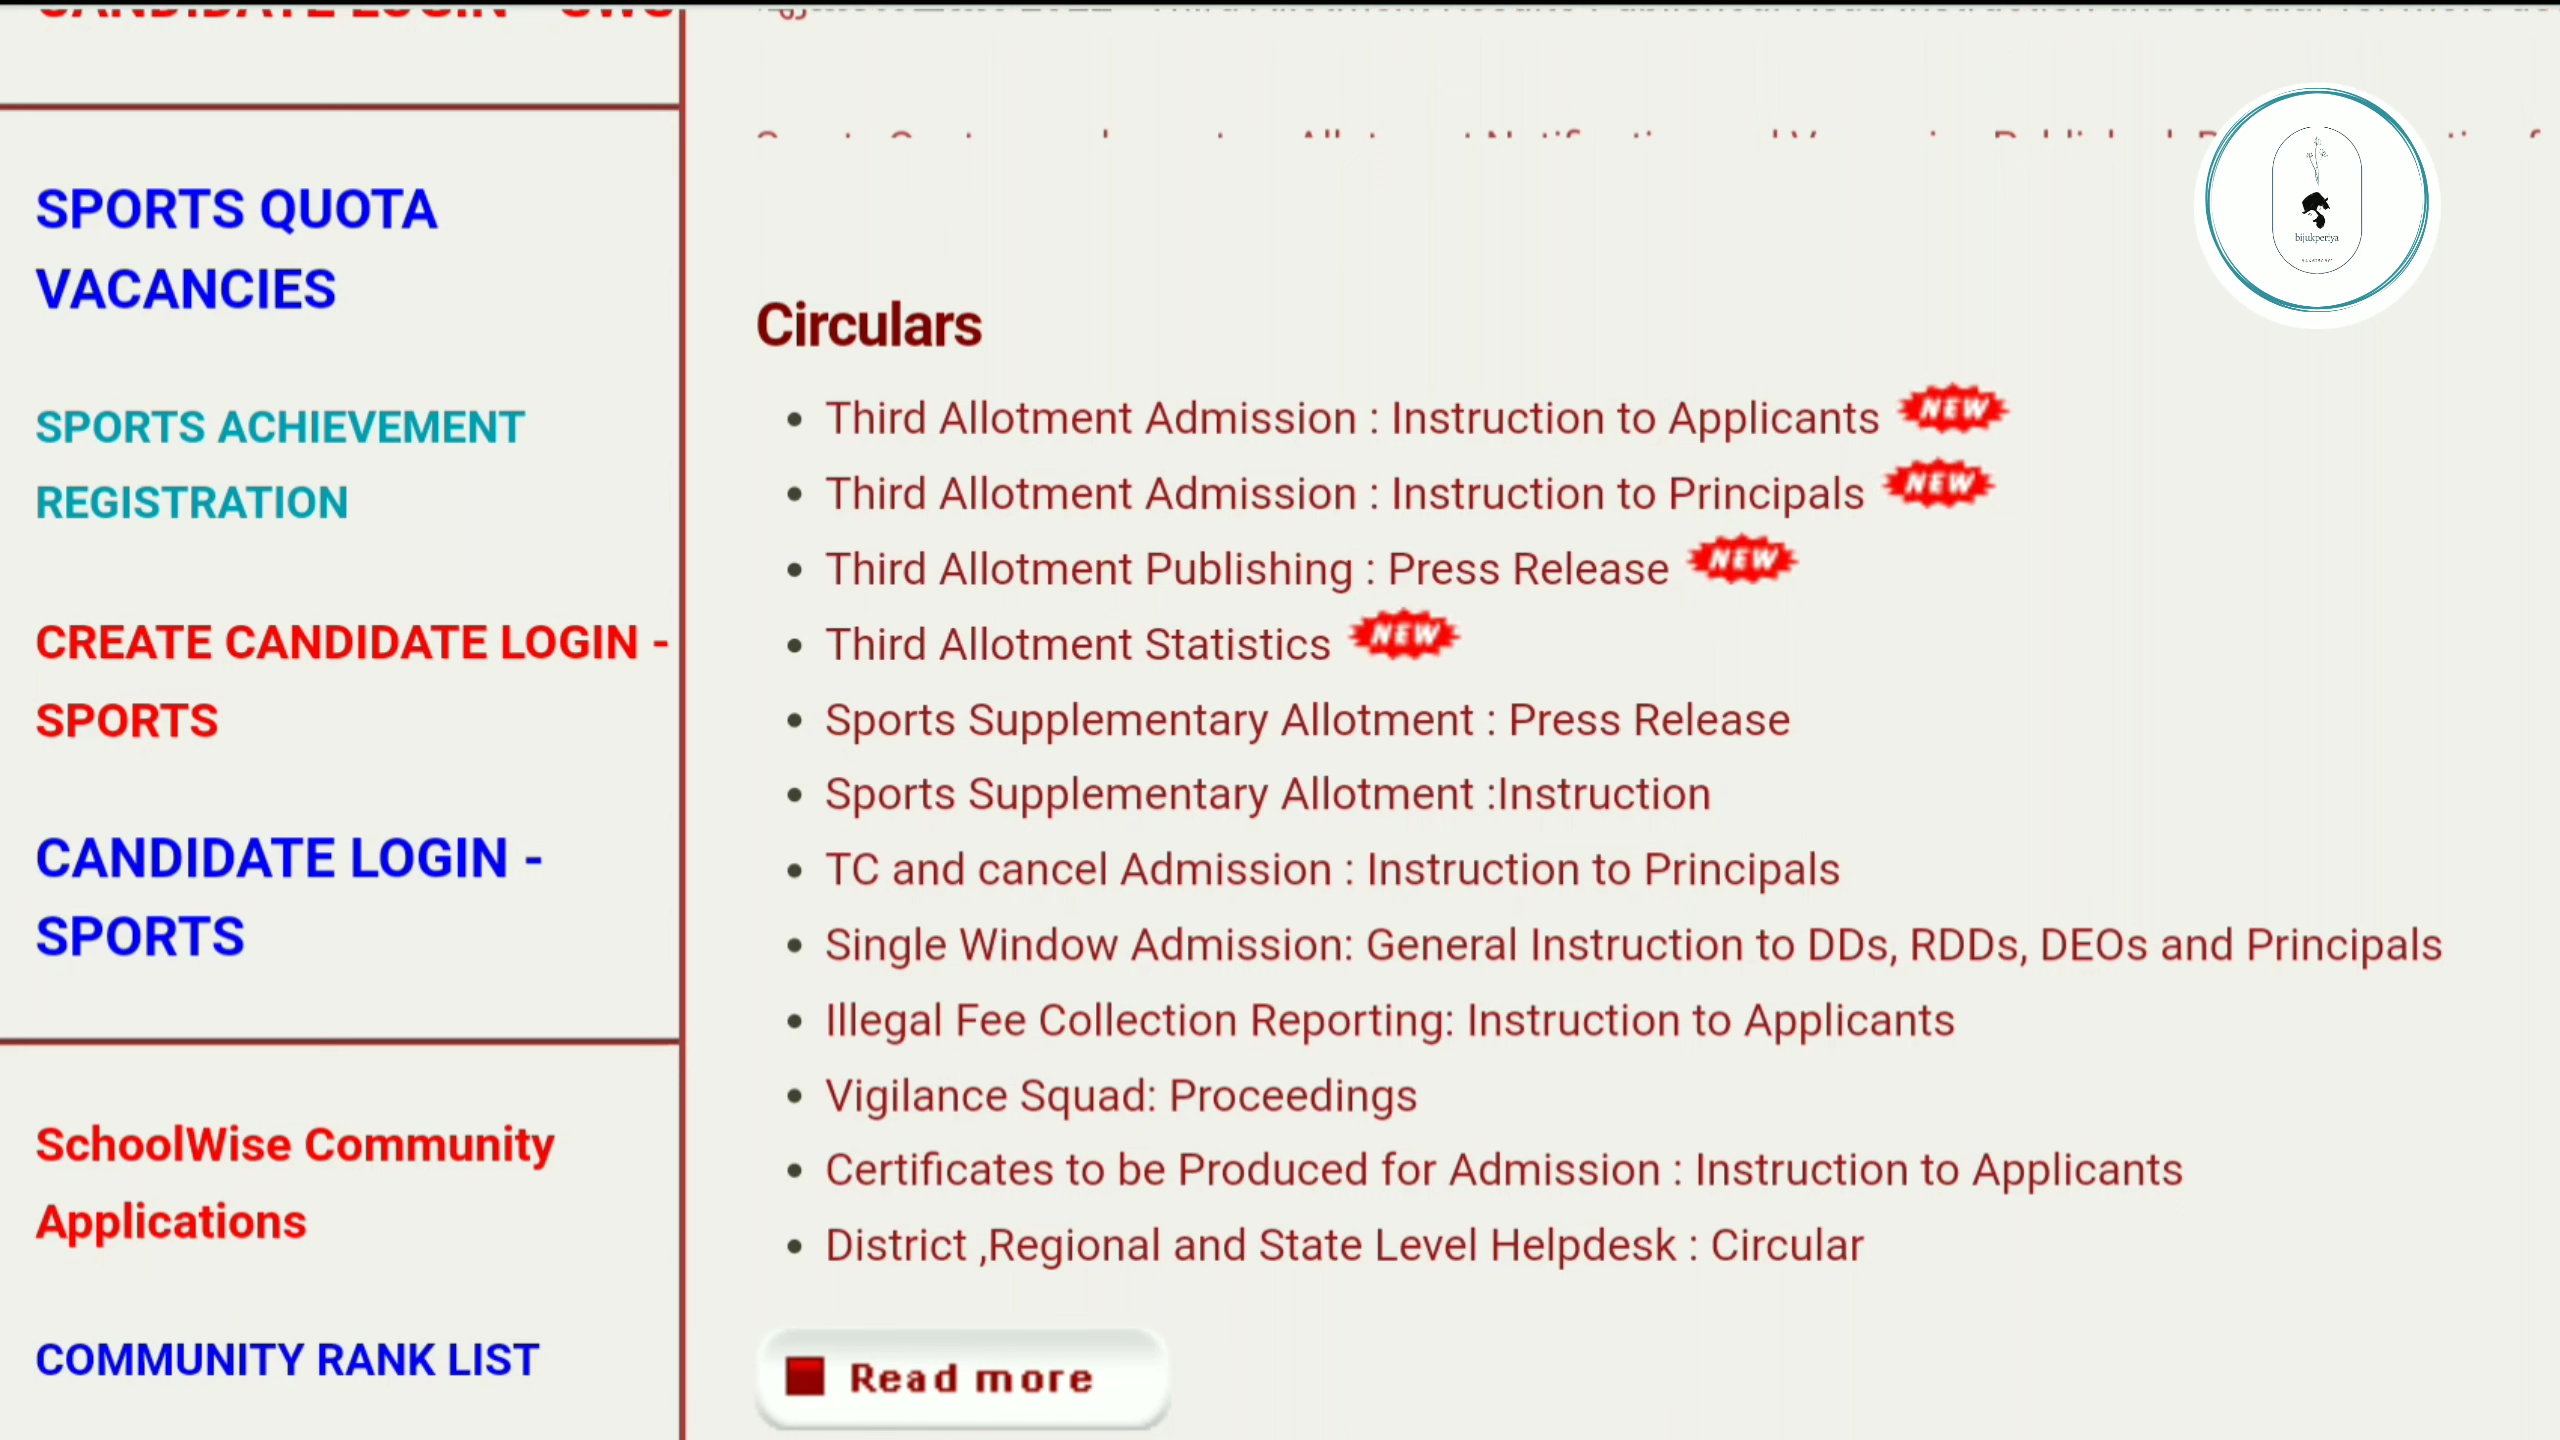 SPORTS QUOTA
VACANCIES
SPORTS ACHIEVEMENT
REGISTRATION
CREATE CANDIDATE LOGIN -
SPORTS
CANDIDATE LOGIN -
SPORTS
SchoolWise Community
Applications
COMMUNITY RANK LIST
Circulars
Third Allotment Admission : Instruction to Applicants NEW
Third Allotment Admission : Instruction to Principals NEW
Third Allotment Publishing : Press Release NEW
Third Allotment Statistics NEW
Sports Supplementary Allotment : Press Release
Sports Supplementary Allotment :Instruction
TC and cancel Admission : Instruction to Principals
Single Window Admission: General Instruction to DDs, RDDs, DEOs and Principals
Illegal Fee Collection Reporting: Instruction to Applicants
Vigilance Squad: Proceedings
Certificates to be Produced for Admission : Instruction to Applicants
District ,Regional and State Level Helpdesk : Circular
Read more
bijukperiya